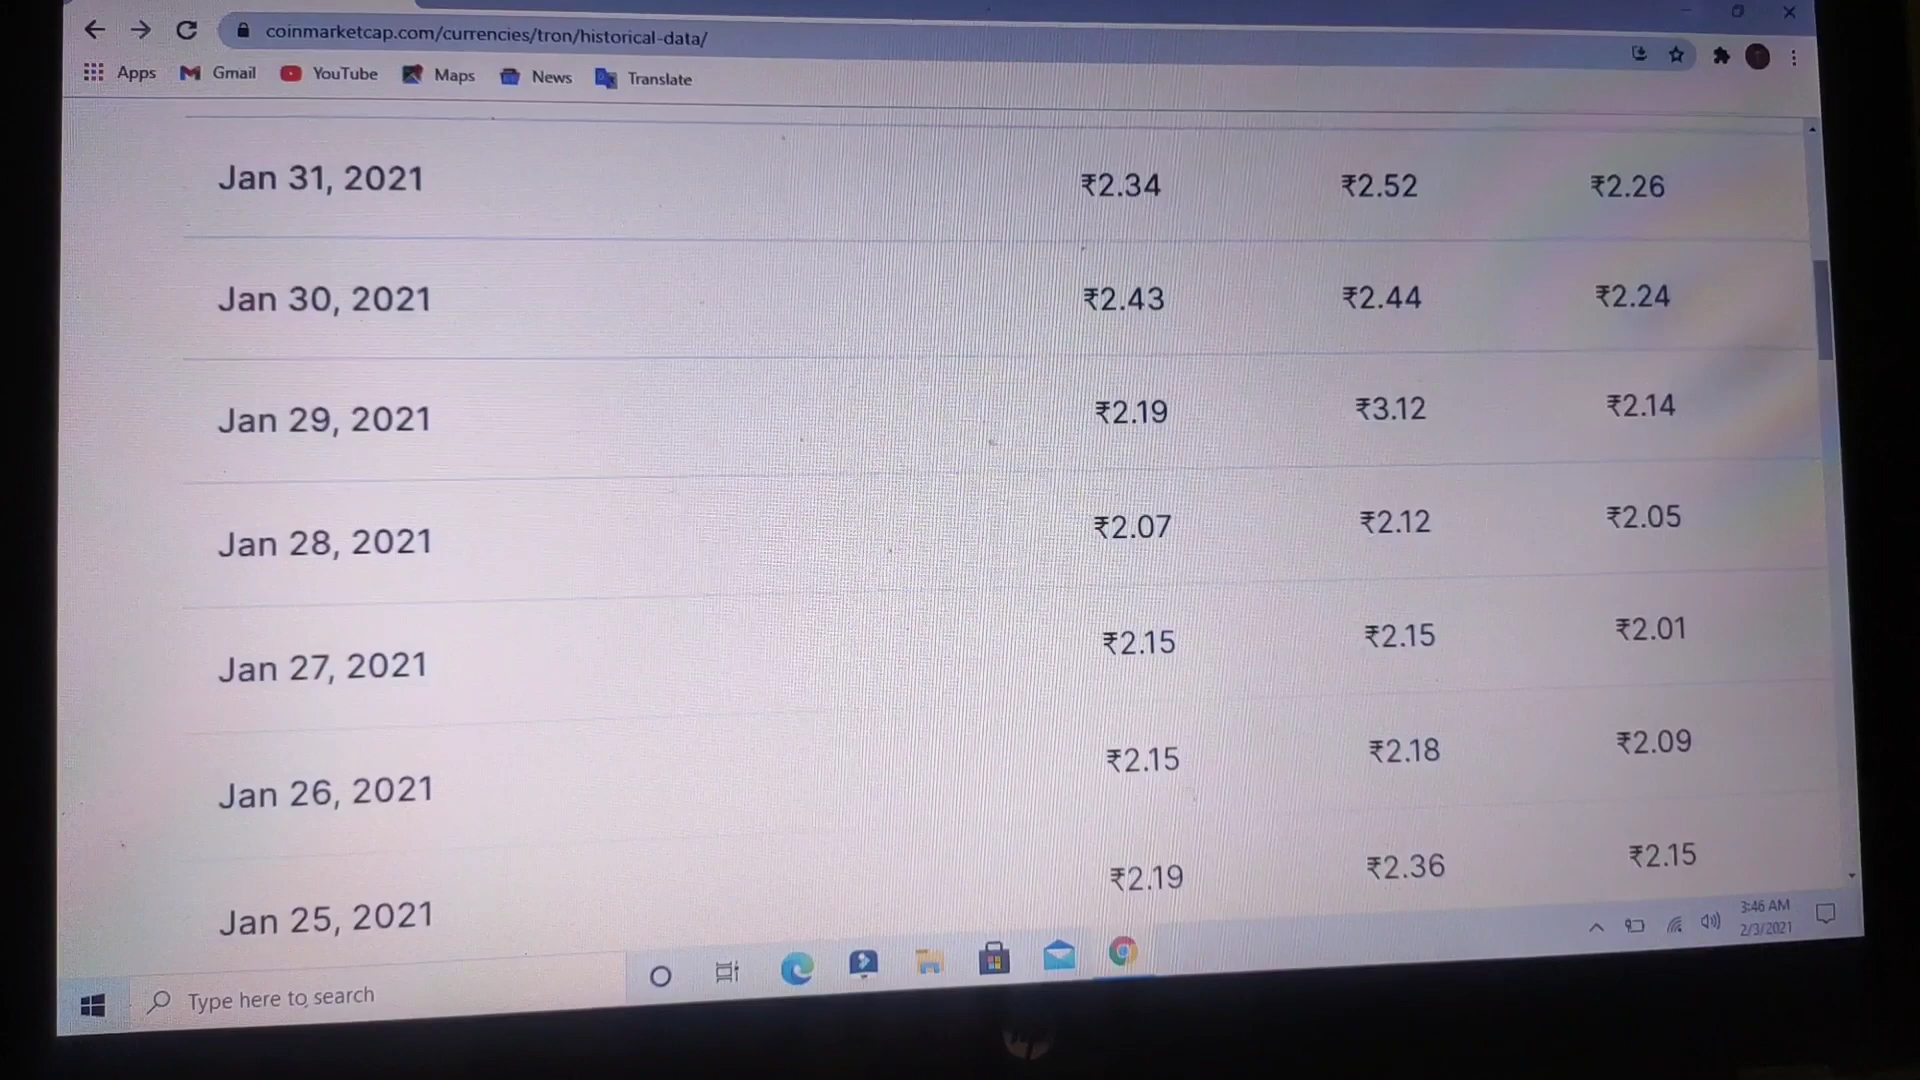 coinmarketcap.com/currencies/tron/historical-data/
Apps Gmail YouTube Maps News Translate
Jan 31, 2021 ₹2.34 ₹2.52 ₹2.26
Jan 30, 2021 ₹2.43 ₹2.44 ₹2.24
Jan 29, 2021 ₹2.19 ₹3.12 ₹2.14
Jan 28, 2021 ₹2.07 ₹2.12 ₹2.05
Jan 27, 2021 ₹2.15 ₹2.15 ₹2.01
Jan 26, 2021 ₹2.15 ₹2.18 ₹2.09
Jan 25, 2021 ₹2.19 ₹2.36 ₹2.15
Type here to search
3:46 AM
2/3/2021
hp